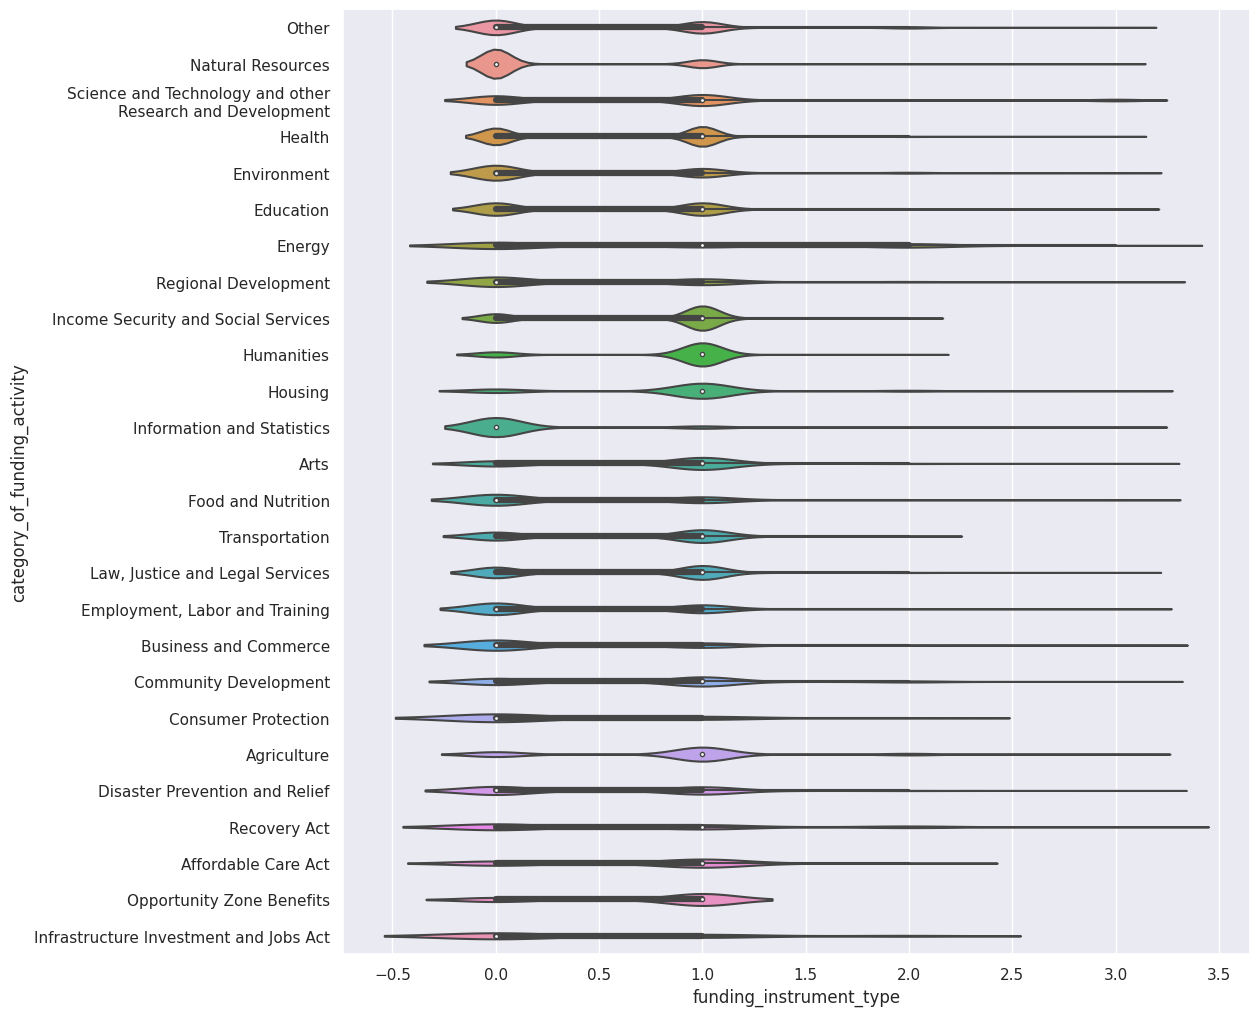 Other
Natural Resources
Science and Technology and other
Research and Development
Health
Environment
Education
Energy
Regional Development
Income Security and Social Services
Humanities
Housing
Information and Statistics
Arts
Food and Nutrition
Transportation
Law, Justice and Legal Services
Employment, Labor and Training
Business and Commerce
Community Development
Consumer Protection
Agriculture
Disaster Prevention and Relief
Recovery Act
Affordable Care Act
Opportunity Zone Benefits
Infrastructure Investment and Jobs Act
category_of_funding_activity
−0.5 0.0 0.5 1.0 1.5 2.0 2.5 3.0 3.5
funding_instrument_type